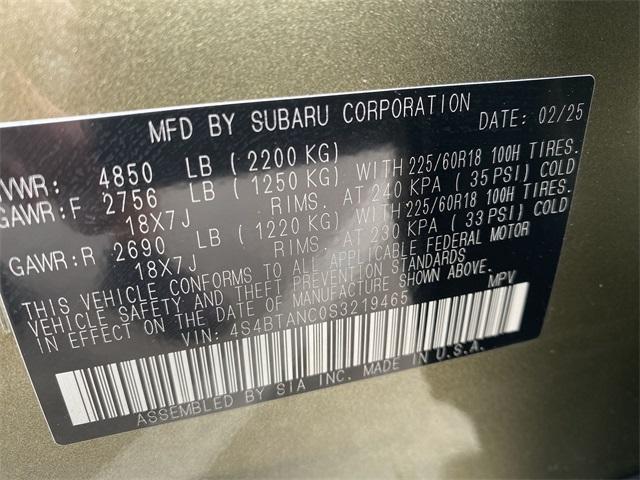 MFD BY SUBARU CORPORATION DATE: 02/25
VWR: 4850 LB ( 2200 KG)
GAWR:F 2756 LB ( 1250 KG) WITH 225/60R18 100H TIRES.
18X7J RIMS. AT 240 KPA ( 35 PSI) COLD
GAWR:R 2690 LB ( 1220 KG) WITH 225/60R18 100H TIRES.
18X7J RIMS. AT 230 KPA ( 33 PSI) COLD
THIS VEHICLE CONFORMS TO ALL APPLICABLE FEDERAL MOTOR
VEHICLE SAFETY AND THEFT PREVENTION STANDARDS
IN EFFECT ON THE DATE OF MANUFACTURE SHOWN ABOVE.
VIN: 4S4BTANC0S3219465 MPV
ASSEMBLED BY SIA INC. MADE IN U.S.A.